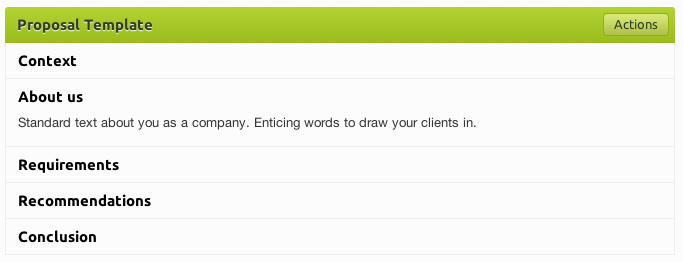 Proposal Template
Actions
Context
About us
Standard text about you as a company. Enticing words to draw your clients in.
Requirements
Recommendations
Conclusion